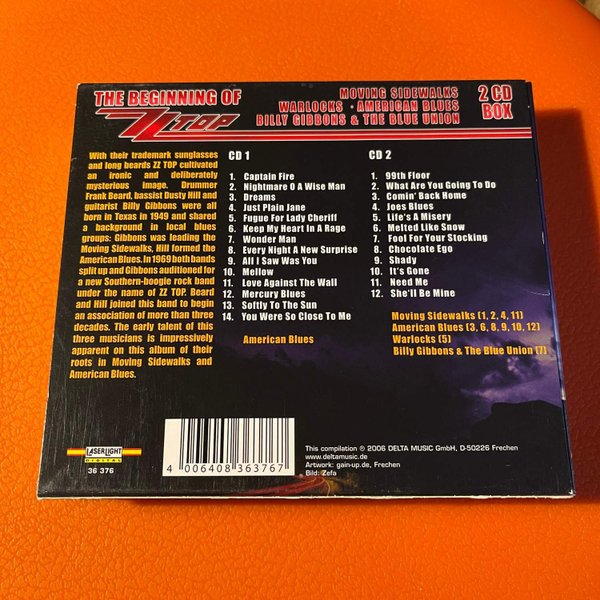 THE BEGINNING OF
ZZ TOP
MOVING SIDEWALKS
WARLOCKS • AMERICAN BLUES
BILLY GIBBONS & THE BLUE UNION
2 CD
BOX
With their trademark sunglasses
and long beards ZZ TOP cultivated
an ironic and deliberately
mysterious image. Drummer
Frank Beard, bassist Dusty Hill and
guitarist Billy Gibbons were all
born in Texas in 1949 and shared
a background in local blues
groups: Gibbons was leading the
Moving Sidewalks, Hill formed the
American Blues. In 1969 both bands
split up and Gibbons auditioned for
a new Southern-boogie rock band
under the name of ZZ TOP. Beard
and Hill joined this band to begin
an association of more than three
decades. The early talent of this
three musicians is impressively
apparent on this album of their
roots in Moving Sidewalks and
American Blues.
CD 1
1. Captain Fire
2. Nightmare O A Wise Man
3. Dreams
4. Just Plain Jane
5. Fugue For Lady Cheriff
6. Keep My Heart In A Rage
7. Wonder Man
8. Every Night A New Surprise
9. All I Saw Was You
10. Mellow
11. Love Against The Wall
12. Mercury Blues
13. Softly To The Sun
14. You Were So Close To Me
American Blues
CD 2
1. 99th Floor
2. What Are You Going To Do
3. Comin' Back Home
4. Joes Blues
5. Life's A Misery
6. Melted Like Snow
7. Fool For Your Stocking
8. Chocolate Ego
9. Shady
10. It's Gone
11. Need Me
12. She'll Be Mine
Moving Sidewalks (1, 2, 4, 11)
American Blues (3, 6, 8, 9, 10, 12)
Warlocks (5)
Billy Gibbons & The Blue Union (7)
LASERLIGHT
DIGITAL
36 376
4 006408 363767
This compilation ℗ 2006 DELTA MUSIC GmbH, D-50226 Frechen
www.deltamusic.de
Artwork: gain-up.de, Frechen
Bild: Zefa